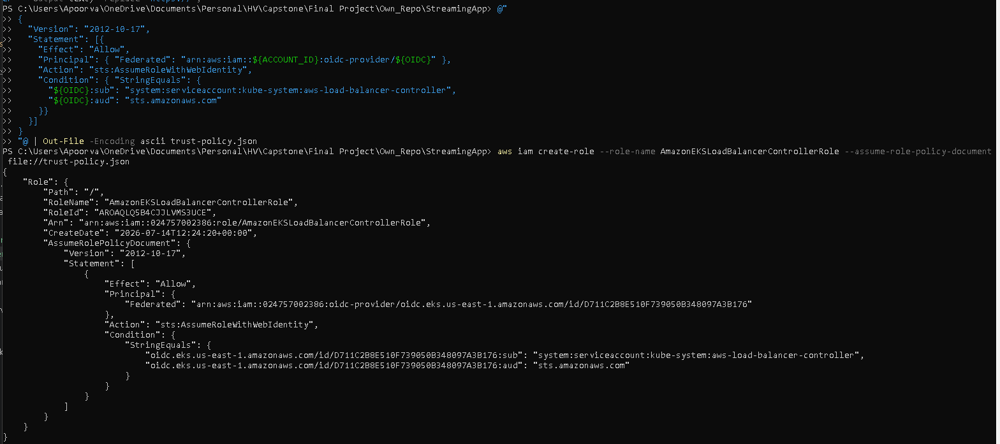 PS C:\Users\Apoorva\OneDrive\Documents\Personal\HV\Capstone\Final Project\Own_Repo\StreamingApp> @"
>> {
>>   "Version": "2012-10-17",
>>   "Statement": [{
>>     "Effect": "Allow",
>>     "Principal": { "Federated": "arn:aws:iam::${ACCOUNT_ID}:oidc-provider/${OIDC}" },
>>     "Action": "sts:AssumeRoleWithWebIdentity",
>>     "Condition": { "StringEquals": {
>>       "${OIDC}:sub": "system:serviceaccount:kube-system:aws-load-balancer-controller",
>>       "${OIDC}:aud": "sts.amazonaws.com"
>>     }}
>>   }]
>> }
>> "@ | Out-File -Encoding ascii trust-policy.json
PS C:\Users\Apoorva\OneDrive\Documents\Personal\HV\Capstone\Final Project\Own_Repo\StreamingApp> aws iam create-role --role-name AmazonEKSLoadBalancerControllerRole --assume-role-policy-document
 file://trust-policy.json
{
    "Role": {
        "Path": "/",
        "RoleName": "AmazonEKSLoadBalancerControllerRole",
        "RoleId": "AROAQLQ5B4CJJLVMS3UCE",
        "Arn": "arn:aws:iam::024757002386:role/AmazonEKSLoadBalancerControllerRole",
        "CreateDate": "2026-07-14T12:24:20+00:00",
        "AssumeRolePolicyDocument": {
            "Version": "2012-10-17",
            "Statement": [
                {
                    "Effect": "Allow",
                    "Principal": {
                        "Federated": "arn:aws:iam::024757002386:oidc-provider/oidc.eks.us-east-1.amazonaws.com/id/D711C2B8E510F739050B348097A3B176"
                    },
                    "Action": "sts:AssumeRoleWithWebIdentity",
                    "Condition": {
                        "StringEquals": {
                            "oidc.eks.us-east-1.amazonaws.com/id/D711C2B8E510F739050B348097A3B176:sub": "system:serviceaccount:kube-system:aws-load-balancer-controller",
                            "oidc.eks.us-east-1.amazonaws.com/id/D711C2B8E510F739050B348097A3B176:aud": "sts.amazonaws.com"
                        }
                    }
                }
            ]
        }
    }
}